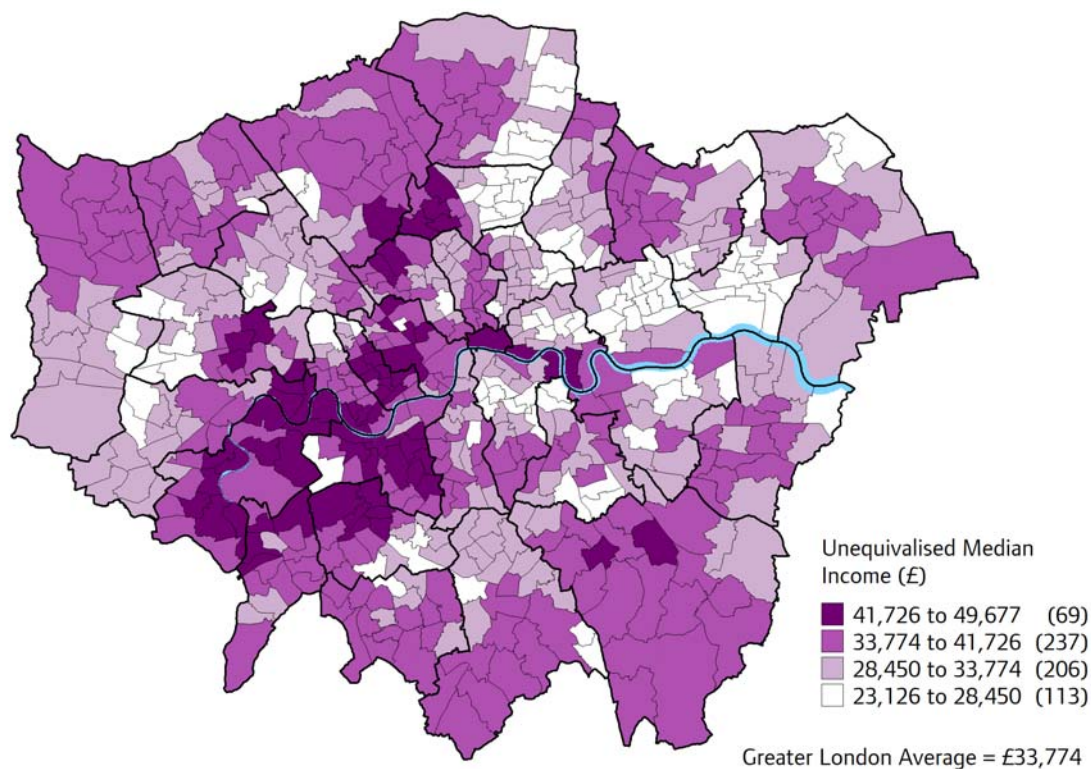 Unequivalised Median
Income (£)
41,726 to 49,677 (69)
33,774 to 41,726 (237)
28,450 to 33,774 (206)
23,126 to 28,450 (113)
Greater London Average = £33,774